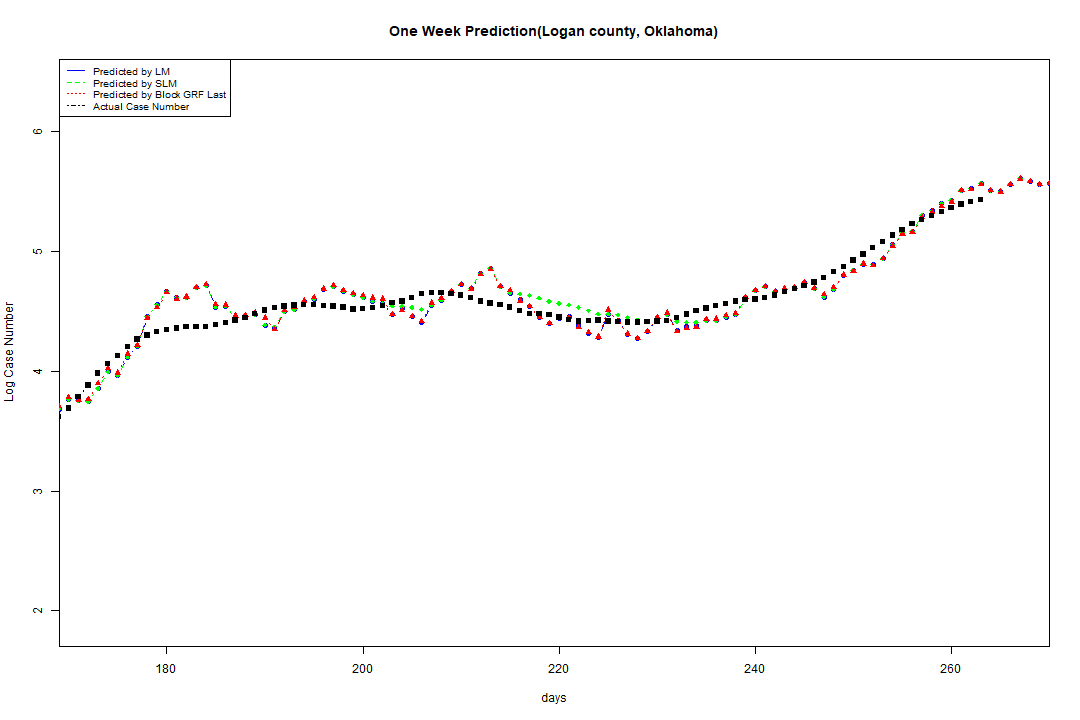 One Week Prediction(Logan county, Oklahoma)
Predicted by LM
Predicted by SLM
Predicted by Block GRF Last
Actual Case Number
6
5
4
3
2
Log Case Number
180 200 220 240 260
days